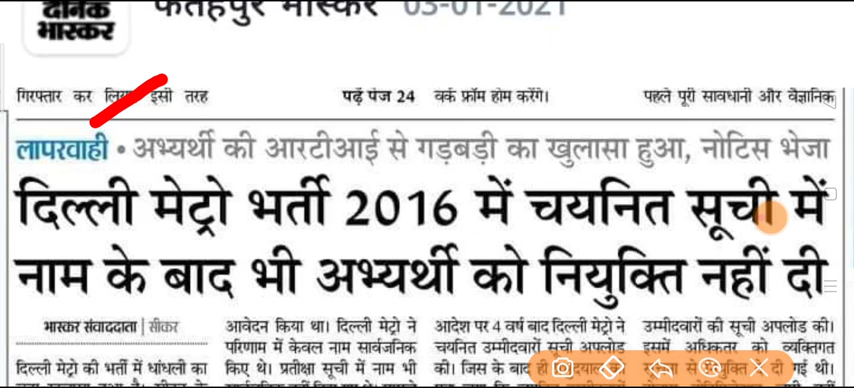 दैनिक
भास्कर
फतेहपुर भास्कर 03-01-2021
गिरफ्तार कर इसी तरह
पढ़ें पेज 24 वर्क फ्रॉम होम करेंगे।
पहले पूरी सावधानी और वैज्ञानिक
लापरवाही • अभ्यर्थी की आरटीआई से गड़बड़ी का खुलासा हुआ, नोटिस भेजा
दिल्ली मेट्रो भर्ती 2016 में चयनित सूची में
नाम के बाद भी अभ्यर्थी को नियुक्ति नहीं दी
भास्कर संवाददाता | सीकर
दिल्ली मेट्रो की भर्ती में धांधली का
आवेदन किया था। दिल्ली मेट्रो ने
परिणाम में केवल नाम सार्वजनिक
किए थे। प्रतीक्षा सूची में नाम भी
आदेश पर 4 वर्ष बाद दिल्ली मेट्रो ने
चयनित उम्मीदवारों की सूची अपलोड
की। जिस के बाद
उम्मीदवारों की सूची अपलोड की।
इसमें अधिकतर को व्यक्तिगत
गई थी।